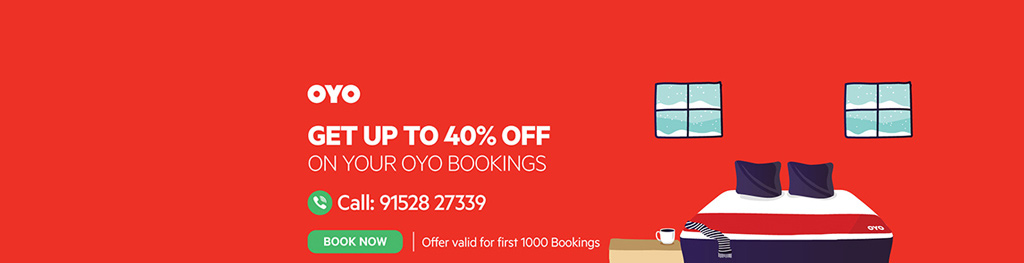 OYO
GET UP TO 40% OFF
ON YOUR OYO BOOKINGS
Call: 91528 27339
BOOK NOW
Offer valid for first 1000 Bookings
OYO